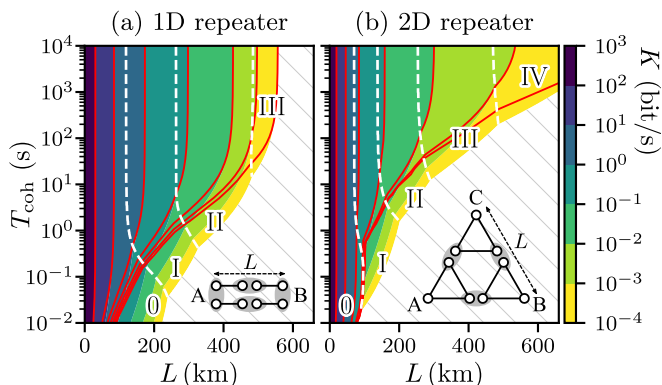 (a) 1D repeater
(b) 2D repeater
T_coh (s)
10^4
10^3
10^2
10^1
10^0
10^-1
10^-2
0
I
II
III
A
B
L
0
I
II
III
IV
A
B
C
L
0 200 400 600
0 200 400 600
L (km)
L (km)
10^3
10^2
10^1
10^0
10^-1
10^-2
10^-3
10^-4
K (bit/s)